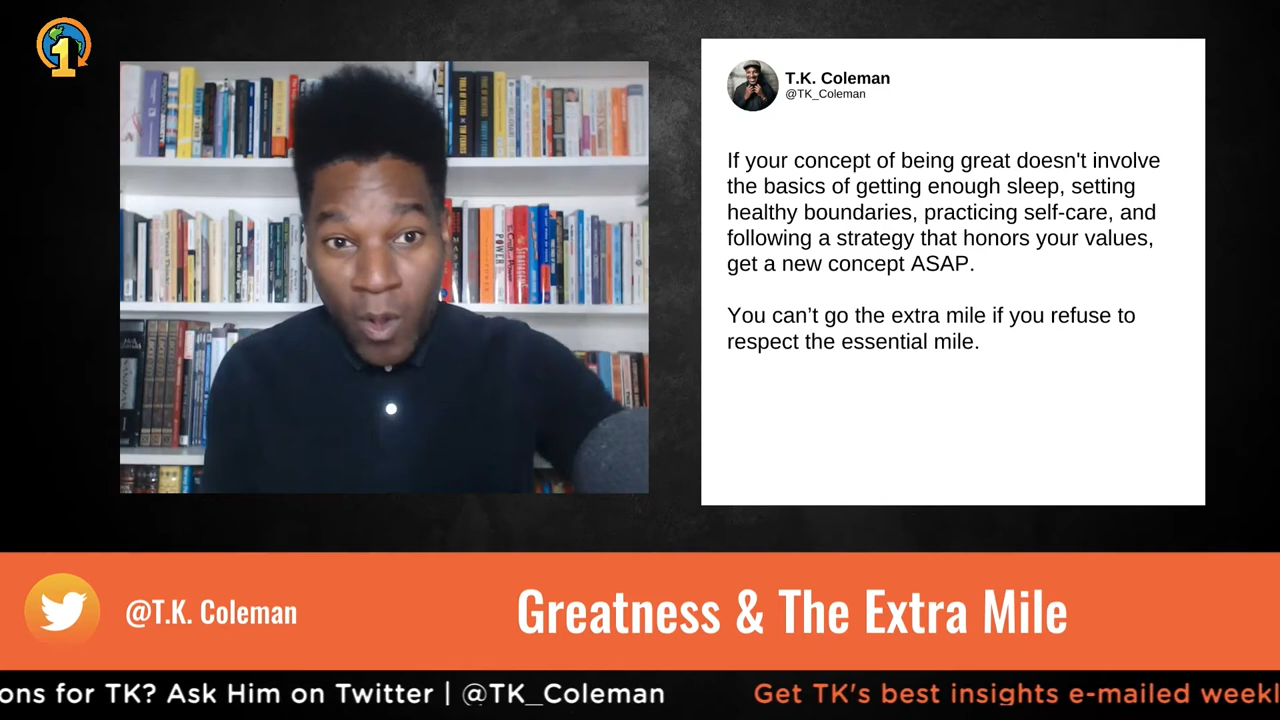 1
T.K. Coleman
@TK_Coleman
If your concept of being great doesn't involve
the basics of getting enough sleep, setting
healthy boundaries, practicing self-care, and
following a strategy that honors your values,
get a new concept ASAP.
You can’t go the extra mile if you refuse to
respect the essential mile.
POWER
@T.K. Coleman
Greatness & The Extra Mile
ons for TK? Ask Him on Twitter | @TK_Coleman
Get TK's best insights e-mailed weekl